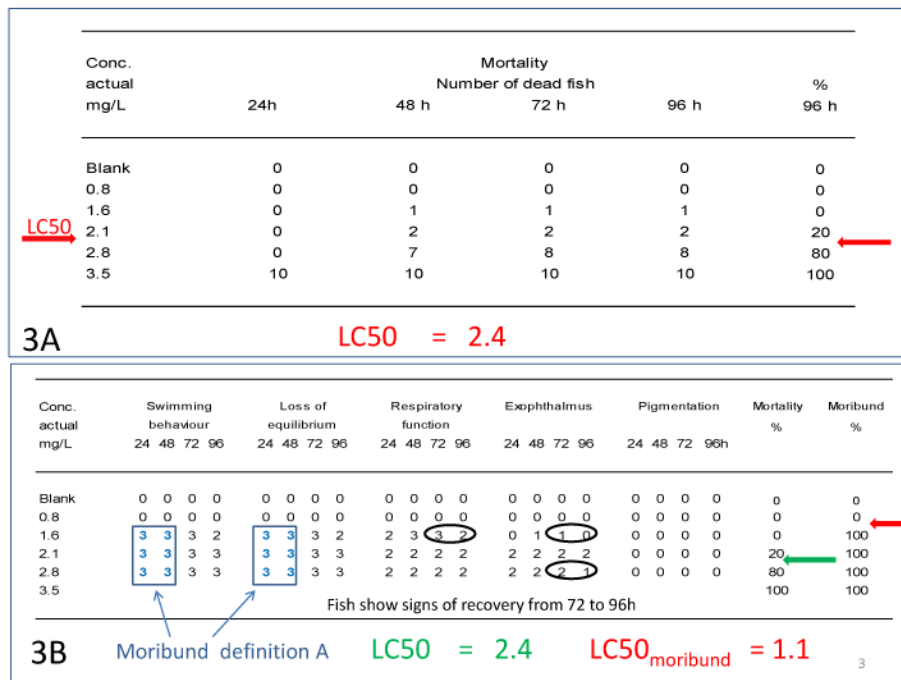 Conc. Mortality
actual Number of dead fish %
mg/L 24h 48 h 72 h 96 h 96 h
Blank 0 0 0 0 0
0.8 0 0 0 0 0
1.6 0 1 1 1 0
LC50 2.1 0 2 2 2 20
2.8 0 7 8 8 80
3.5 10 10 10 10 100
3A LC50 = 2.4
Conc. Swimming Loss of Respiratory Exophthalmus Pigmentation Mortality Moribund
actual behaviour equilibrium function % %
mg/L 24 48 72 96 24 48 72 96 24 48 72 96 24 48 72 96 24 48 72 96h
Blank 0 0 0 0 0 0 0 0 0 0 0 0 0 0 0 0 0 0 0 0 0 0
0.8 0 0 0 0 0 0 0 0 0 0 0 0 0 0 0 0 0 0 0 0 0 0
1.6 3 3 3 2 3 3 3 2 2 3 3 2 0 1 1 0 0 0 0 0 0 100
2.1 3 3 3 3 3 3 3 3 2 2 2 2 2 2 2 2 0 0 0 0 20 100
2.8 3 3 3 3 3 3 3 3 2 2 2 2 2 2 2 1 0 0 0 0 80 100
3.5 100 100
Fish show signs of recovery from 72 to 96h
3B Moribund definition A LC50 = 2.4 LC50moribund = 1.1
3